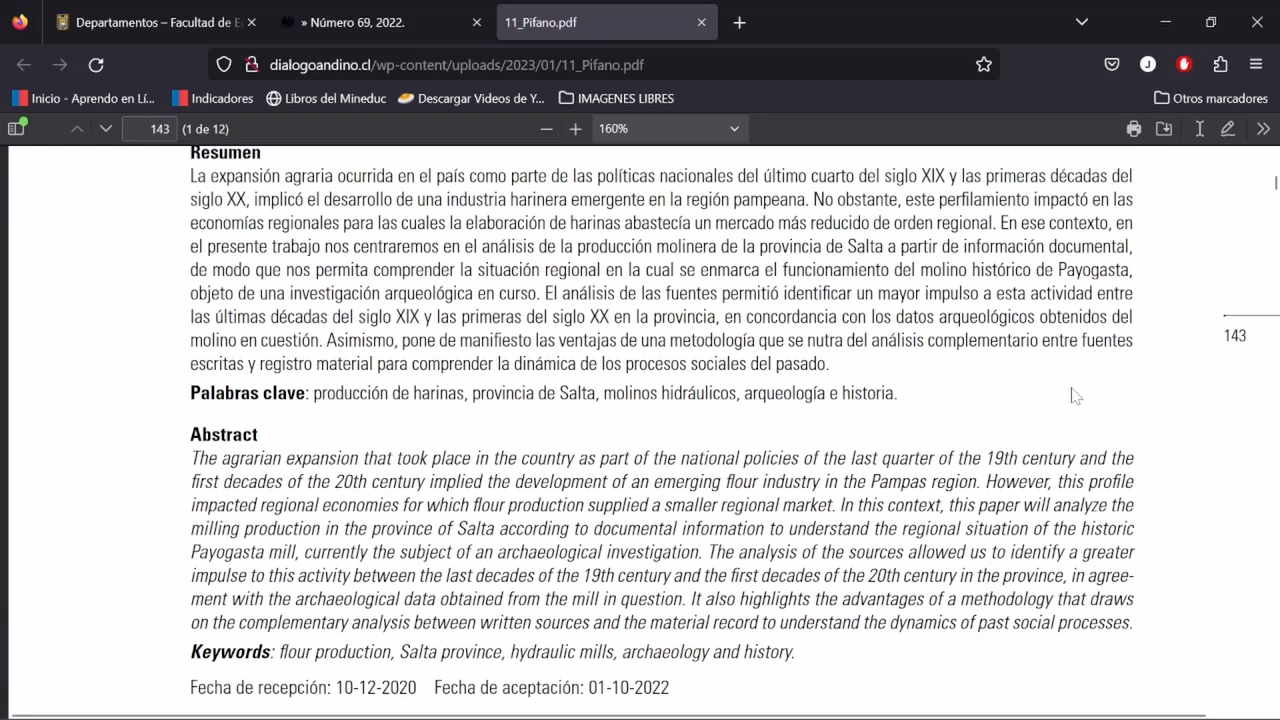 Departamentos – Facultad de E
» Número 69, 2022.
11_Pifano.pdf
dialogoandino.cl/wp-content/uploads/2023/01/11_Pifano.pdf
J
Inicio - Aprendo en Lí...
Indicadores
Libros del Mineduc
Descargar Videos de Y...
IMAGENES LIBRES
Otros marcadores
143 (1 de 12)
160%
Resumen
La expansión agraria ocurrida en el país como parte de las políticas nacionales del último cuarto del siglo XIX y las primeras décadas del
siglo XX, implicó el desarrollo de una industria harinera emergente en la región pampeana. No obstante, este perfilamiento impactó en las
economías regionales para las cuales la elaboración de harinas abastecía un mercado más reducido de orden regional. En ese contexto, en
el presente trabajo nos centraremos en el análisis de la producción molinera de la provincia de Salta a partir de información documental,
de modo que nos permita comprender la situación regional en la cual se enmarca el funcionamiento del molino histórico de Payogasta,
objeto de una investigación arqueológica en curso. El análisis de las fuentes permitió identificar un mayor impulso a esta actividad entre
las últimas décadas del siglo XIX y las primeras del siglo XX en la provincia, en concordancia con los datos arqueológicos obtenidos del
molino en cuestión. Asimismo, pone de manifiesto las ventajas de una metodología que se nutra del análisis complementario entre fuentes
escritas y registro material para comprender la dinámica de los procesos sociales del pasado.
143
Palabras clave: producción de harinas, provincia de Salta, molinos hidráulicos, arqueología e historia.
Abstract
The agrarian expansion that took place in the country as part of the national policies of the last quarter of the 19th century and the
first decades of the 20th century implied the development of an emerging flour industry in the Pampas region. However, this profile
impacted regional economies for which flour production supplied a smaller regional market. In this context, this paper will analyze the
milling production in the province of Salta according to documental information to understand the regional situation of the historic
Payogasta mill, currently the subject of an archaeological investigation. The analysis of the sources allowed us to identify a greater
impulse to this activity between the last decades of the 19th century and the first decades of the 20th century in the province, in agree-
ment with the archaeological data obtained from the mill in question. It also highlights the advantages of a methodology that draws
on the complementary analysis between written sources and the material record to understand the dynamics of past social processes.
Keywords: flour production, Salta province, hydraulic mills, archaeology and history.
Fecha de recepción: 10-12-2020 Fecha de aceptación: 01-10-2022